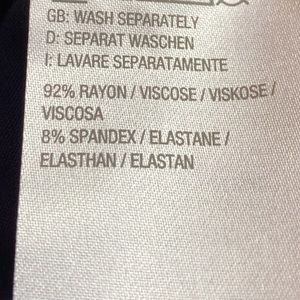 GB: WASH SEPARATELY
D: SEPARAT WASCHEN
I: LAVARE SEPARATAMENTE
92% RAYON / VISCOSE / VISKOSE /
VISCOSA
8% SPANDEX / ELASTANE /
ELASTHAN / ELASTAN